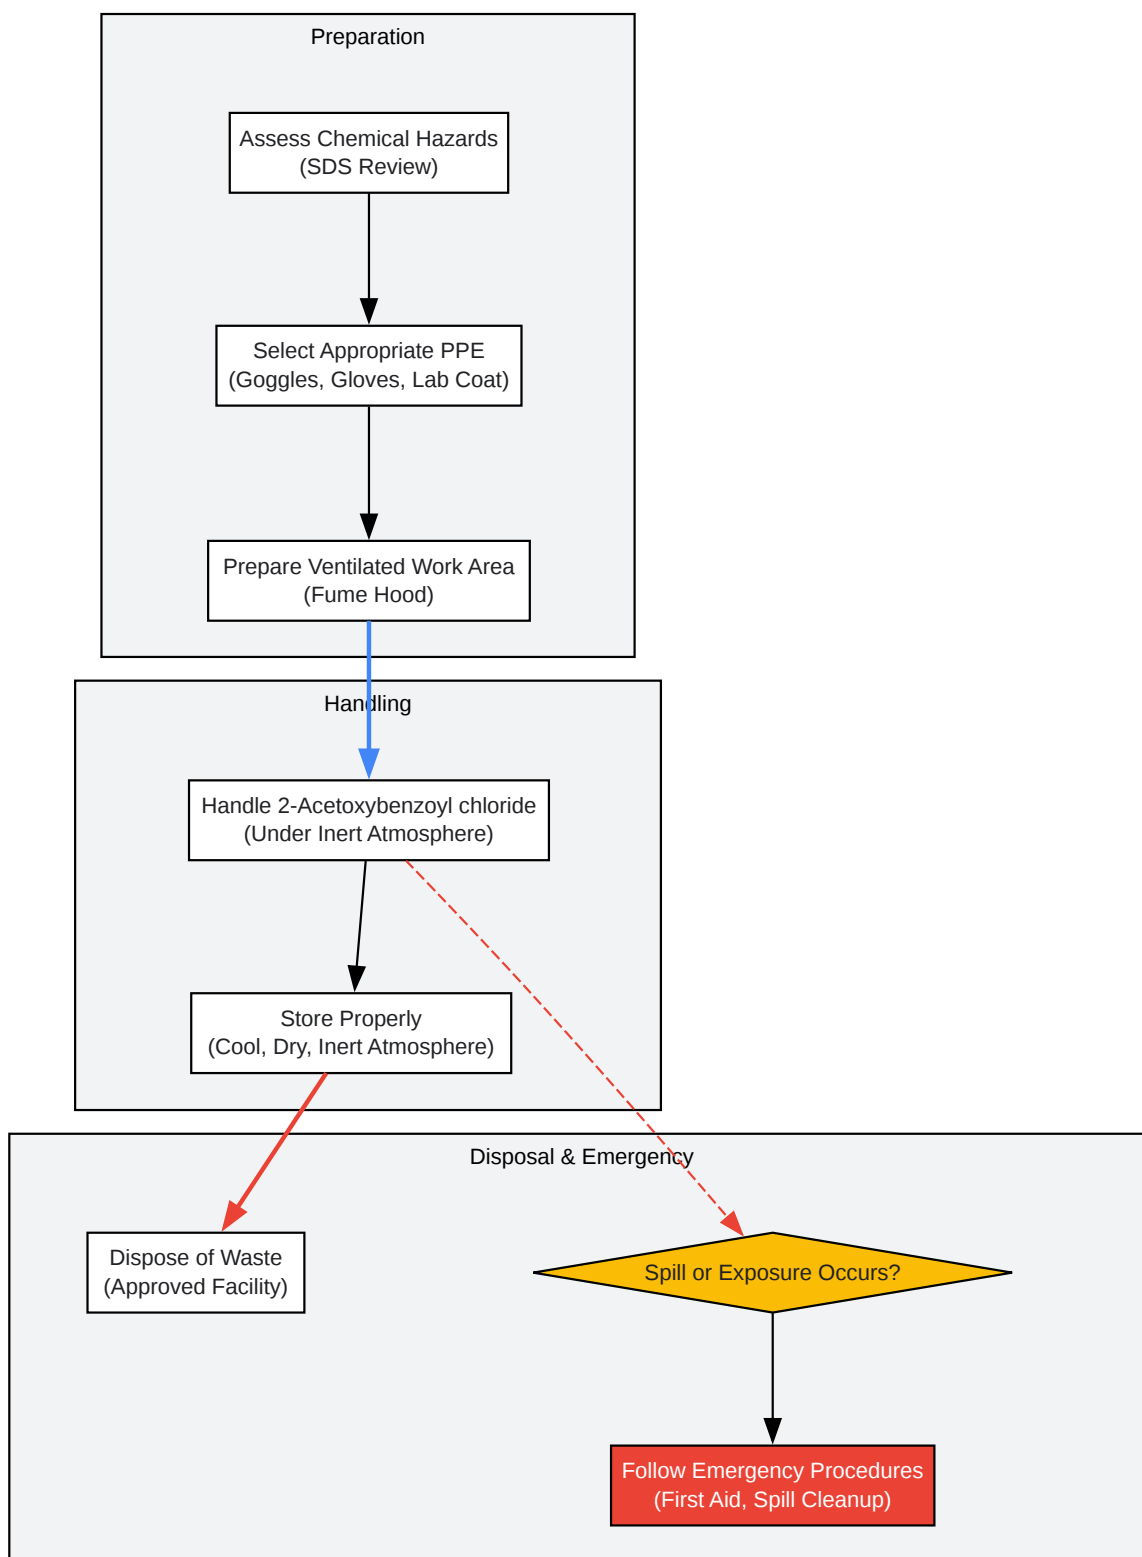 Preparation
Assess Chemical Hazards
(SDS Review)
Select Appropriate PPE
(Goggles, Gloves, Lab Coat)
Prepare Ventilated Work Area
(Fume Hood)
Handling
Handle 2-Acetoxybenzoyl chloride
(Under Inert Atmosphere)
Store Properly
(Cool, Dry, Inert Atmosphere)
Disposal & Emergency
Dispose of Waste
(Approved Facility)
Spill or Exposure Occurs?
Follow Emergency Procedures
(First Aid, Spill Cleanup)